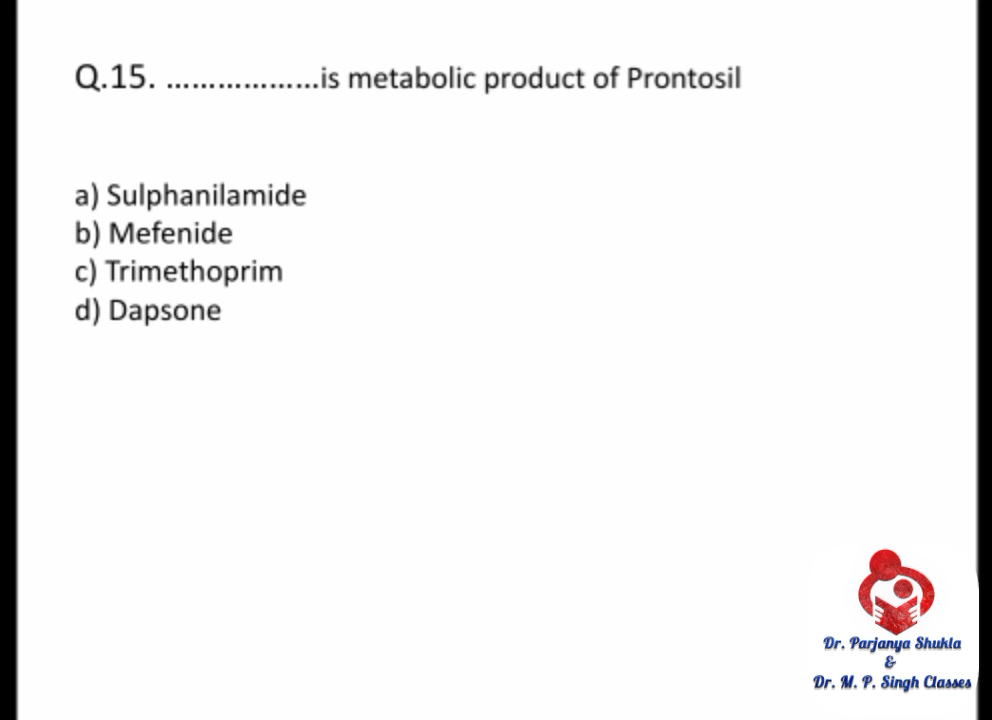 Q.15. ..................is metabolic product of Prontosil
a) Sulphanilamide
b) Mefenide
c) Trimethoprim
d) Dapsone
Dr. Parjanya Shukla
&
Dr. M. P. Singh Classes